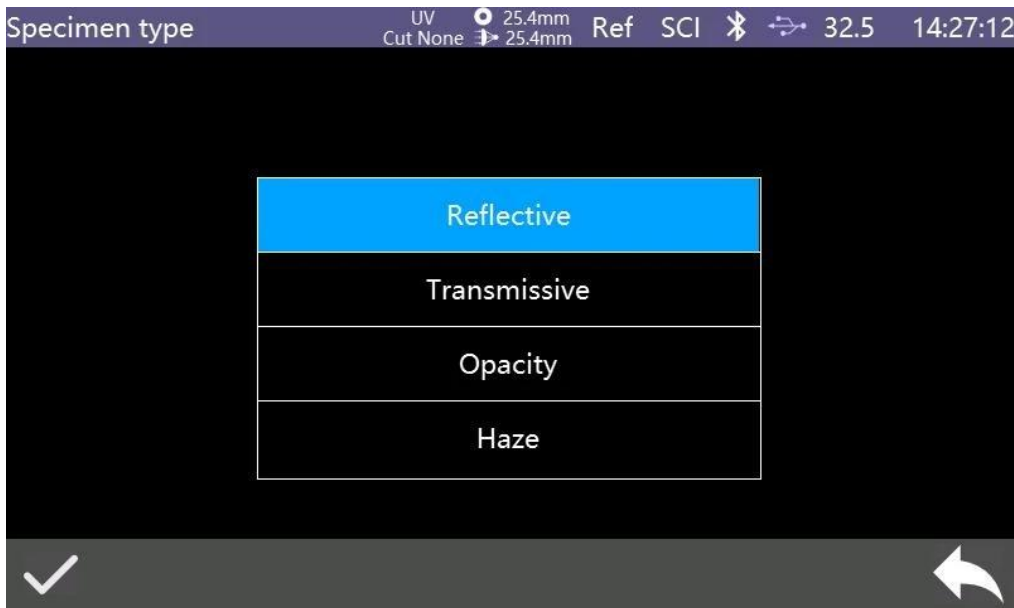 Specimen type
UV 25.4mm
Cut None 25.4mm
Ref SCI 32.5 14:27:12
Reflective
Transmissive
Opacity
Haze